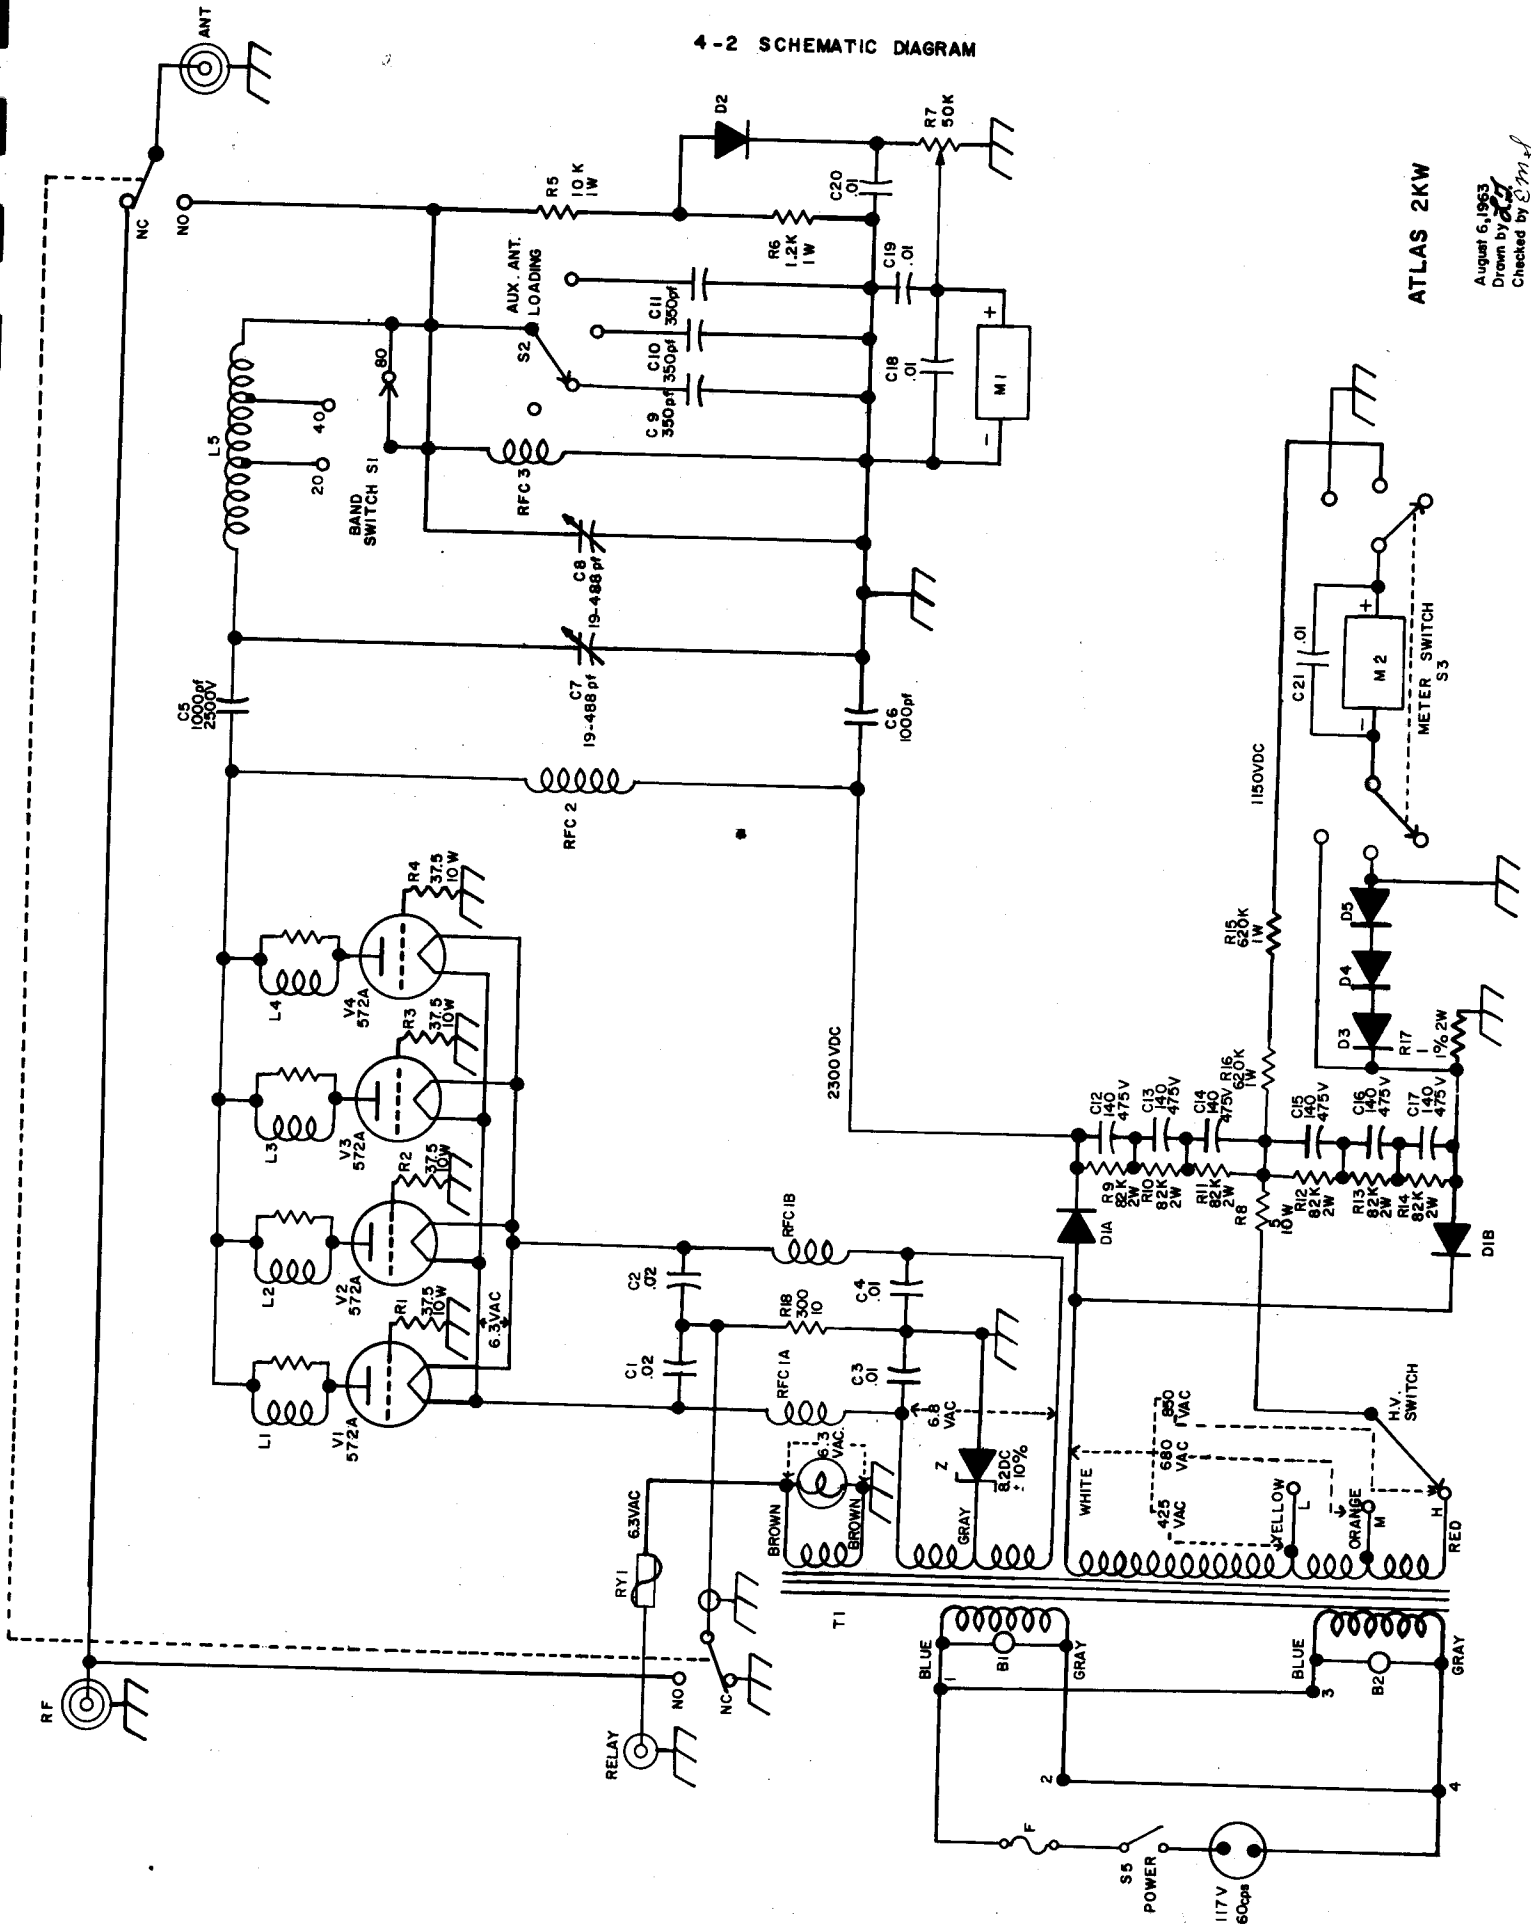 4-2 SCHEMATIC DIAGRAM
ANT
NC
NO
RF
L5
40
20
80
BAND
SWITCH S1
AUX. ANT.
LOADING
S2
R5
10K
1W
D2
R6
1.2K
1W
C20
.01
R7
50K
C19
.01
C18
.01
C11
350pf
C10
350pf
C9
350pf
RFC3
+
M1
-
C8
19-488pf
C7
19-488pf
C5
1000pf
2500V
C6
1000pf
RFC2
R4
37.5
10W
L4
V4
572A
R3
37.5
10W
L3
V3
572A
R2
37.5
10W
L2
V2
572A
R1
37.5
10W
L1
V1
572A
6.3VAC
2300VDC
1150VDC
C2
.02
C1
.02
RFC1B
R18
300
10
RFC1A
C4
.01
C3
.01
6.8
VAC
6.3
VAC
Z
8.2DC
±10%
BROWN
BROWN
GRAY
6.3VAC
RY1
RELAY
NO
NC
T1
WHITE
425
VAC
680
VAC
850
VAC
YELLOW
L
ORANGE
M
H
RED
H.V.
SWITCH
D1A
D1B
R9
82K
2W
R10
82K
2W
R11
82K
2W
R8
5
10W
R12
82K
2W
R13
82K
2W
R14
82K
2W
C12
140
475V
C13
140
475V
C14
140
475V
R16
620K
1W
R15
620K
1W
C15
140
475V
C16
140
475V
C17
140
475V
R17
1
1% 2W
D3
D4
D5
C21
.01
+
M2
-
METER SWITCH
S3
BLUE
1
B1
GRAY
2
BLUE
3
B2
GRAY
4
F
S5
POWER
117V
60cps
ATLAS 2KW
August 6, 1963
Drawn by
Checked by